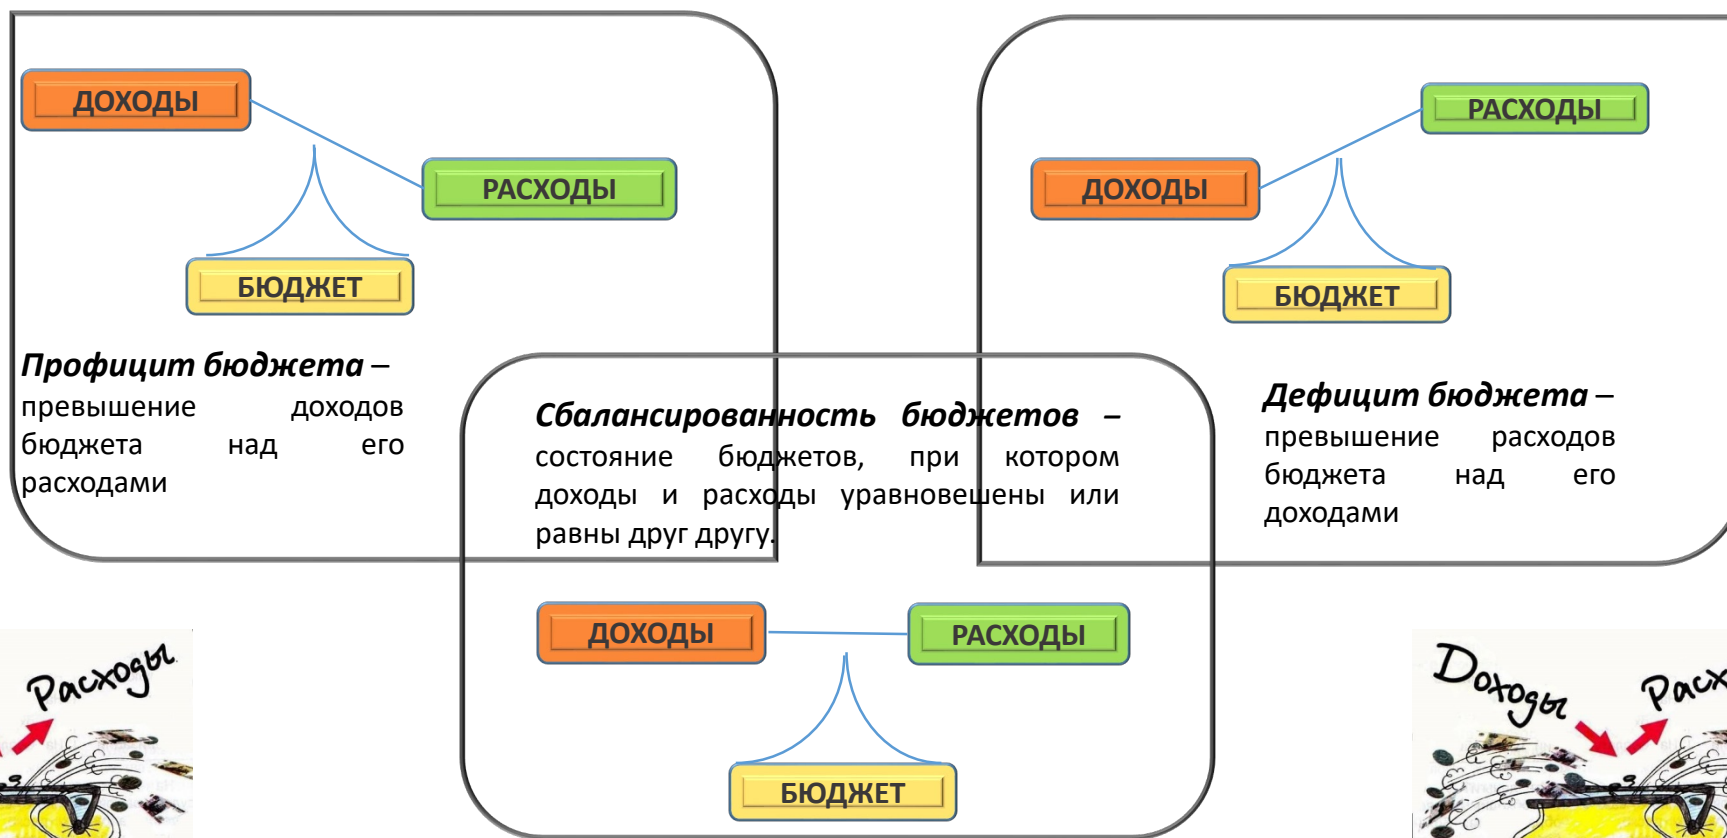 ДОХОДЫ
РАСХОДЫ
БЮДЖЕТ
Профицит бюджета –
превышение доходов
бюджета над его
расходами
РАСХОДЫ
ДОХОДЫ
БЮДЖЕТ
Дефицит бюджета –
превышение расходов
бюджета над его
доходами
Сбалансированность бюджетов –
состояние бюджетов, при котором
доходы и расходы уравновешены или
равны друг другу.
ДОХОДЫ
РАСХОДЫ
БЮДЖЕТ
Расходы
Доходы